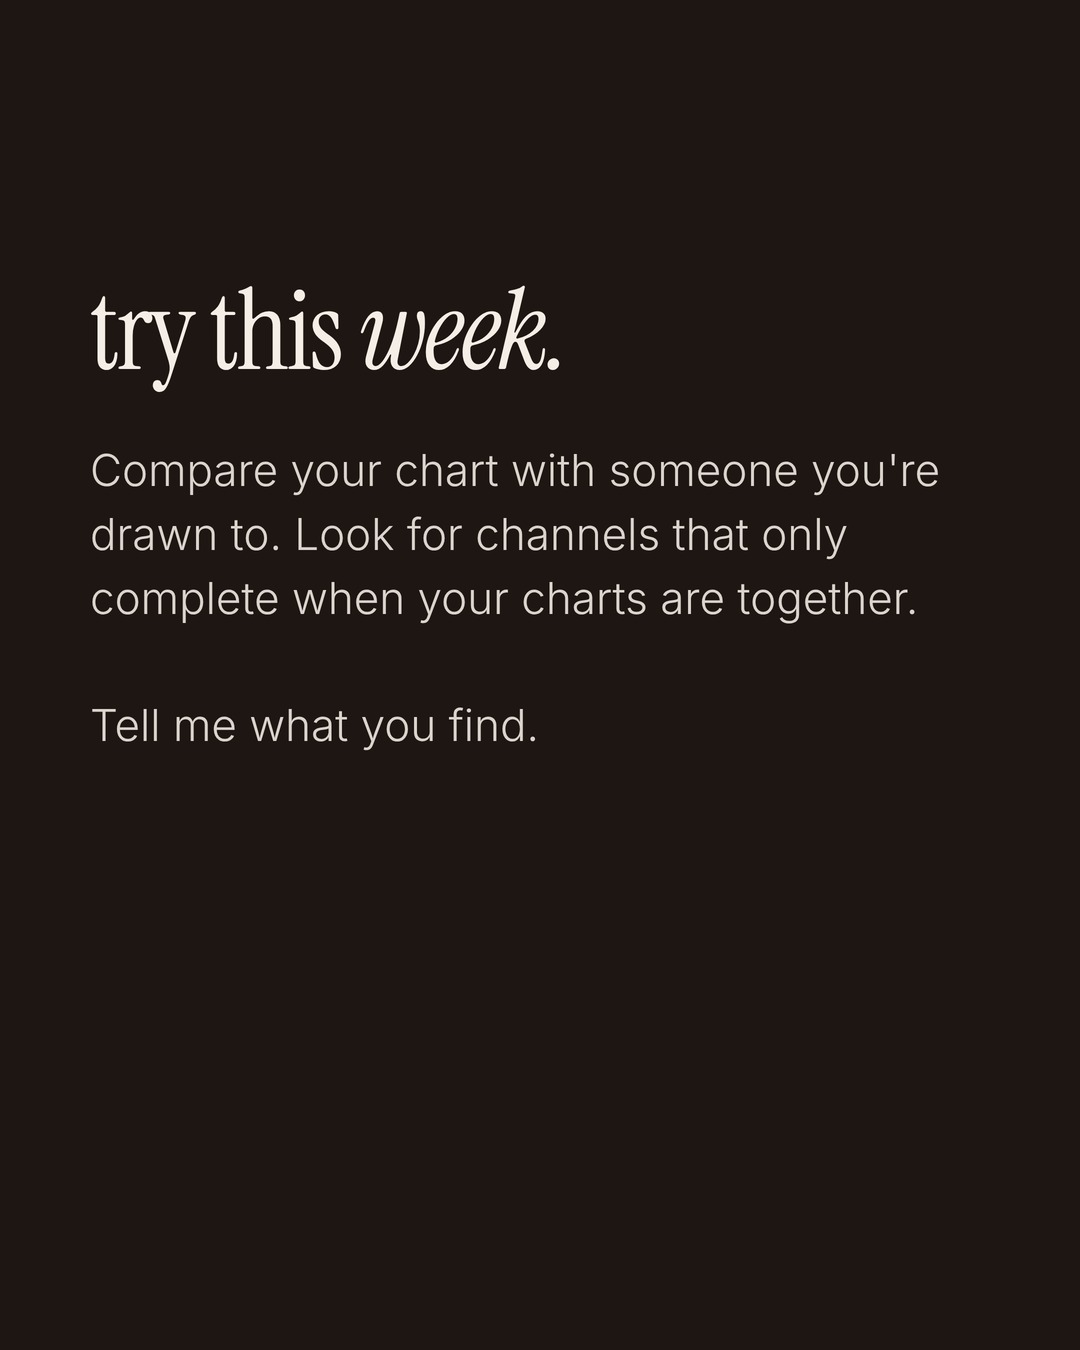 try this week.
Compare your chart with someone you're
drawn to. Look for channels that only
complete when your charts are together.
Tell me what you find.